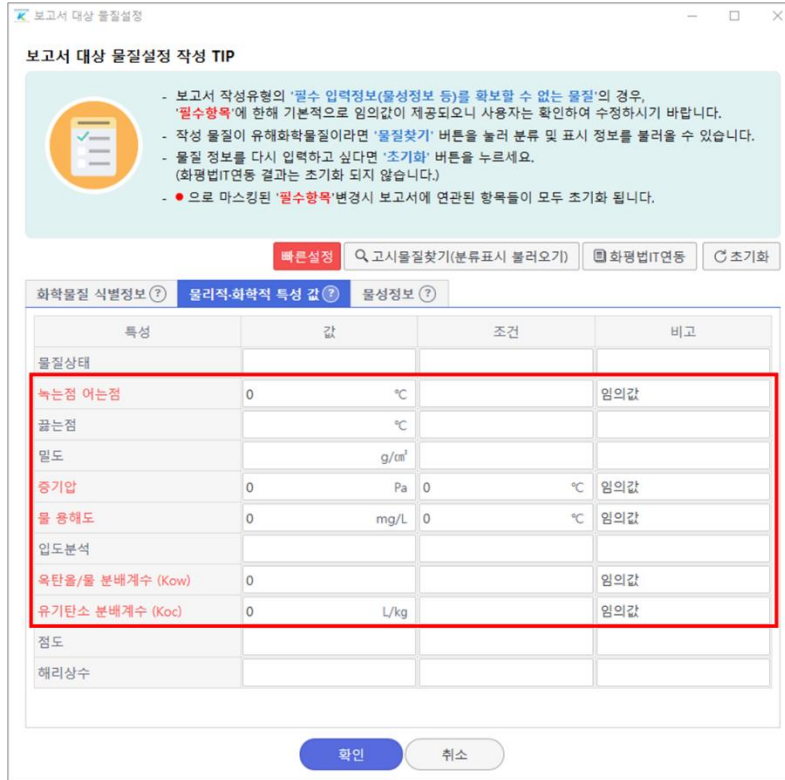 보고서 대상 물질설정
보고서 대상 물질설정 작성 TIP
- 보고서 작성유형의 '필수 입력정보(물성정보 등)를 확보할 수 없는 물질'의 경우,
'필수항목'에 한해 기본적으로 임의값이 제공되오니 사용자는 확인하여 수정하시기 바랍니다.
- 작성 물질이 유해화학물질이라면 '물질찾기' 버튼을 눌러 분류 및 표시 정보를 불러올 수 있습니다.
- 물질 정보를 다시 입력하고 싶다면 '초기화' 버튼을 누르세요.
(화평법IT연동 결과는 초기화 되지 않습니다.)
- ● 으로 마스킹된 '필수항목'변경시 보고서에 연관된 항목들이 모두 초기화 됩니다.
빠른설정 고시물질찾기(분류표시 불러오기) 화평법IT연동 초기화
화학물질 식별정보 ? 물리적·화학적 특성 값 ? 물성정보 ?
특성 값 조건 비고
물질상태
녹는점 어는점 0 ℃ 임의값
끓는점 ℃
밀도 g/㎤
증기압 0 Pa 0 ℃ 임의값
물 용해도 0 mg/L 0 ℃ 임의값
입도분석
옥탄올/물 분배계수 (Kow) 0 임의값
유기탄소 분배계수 (Koc) 0 L/kg 임의값
점도
해리상수
확인 취소